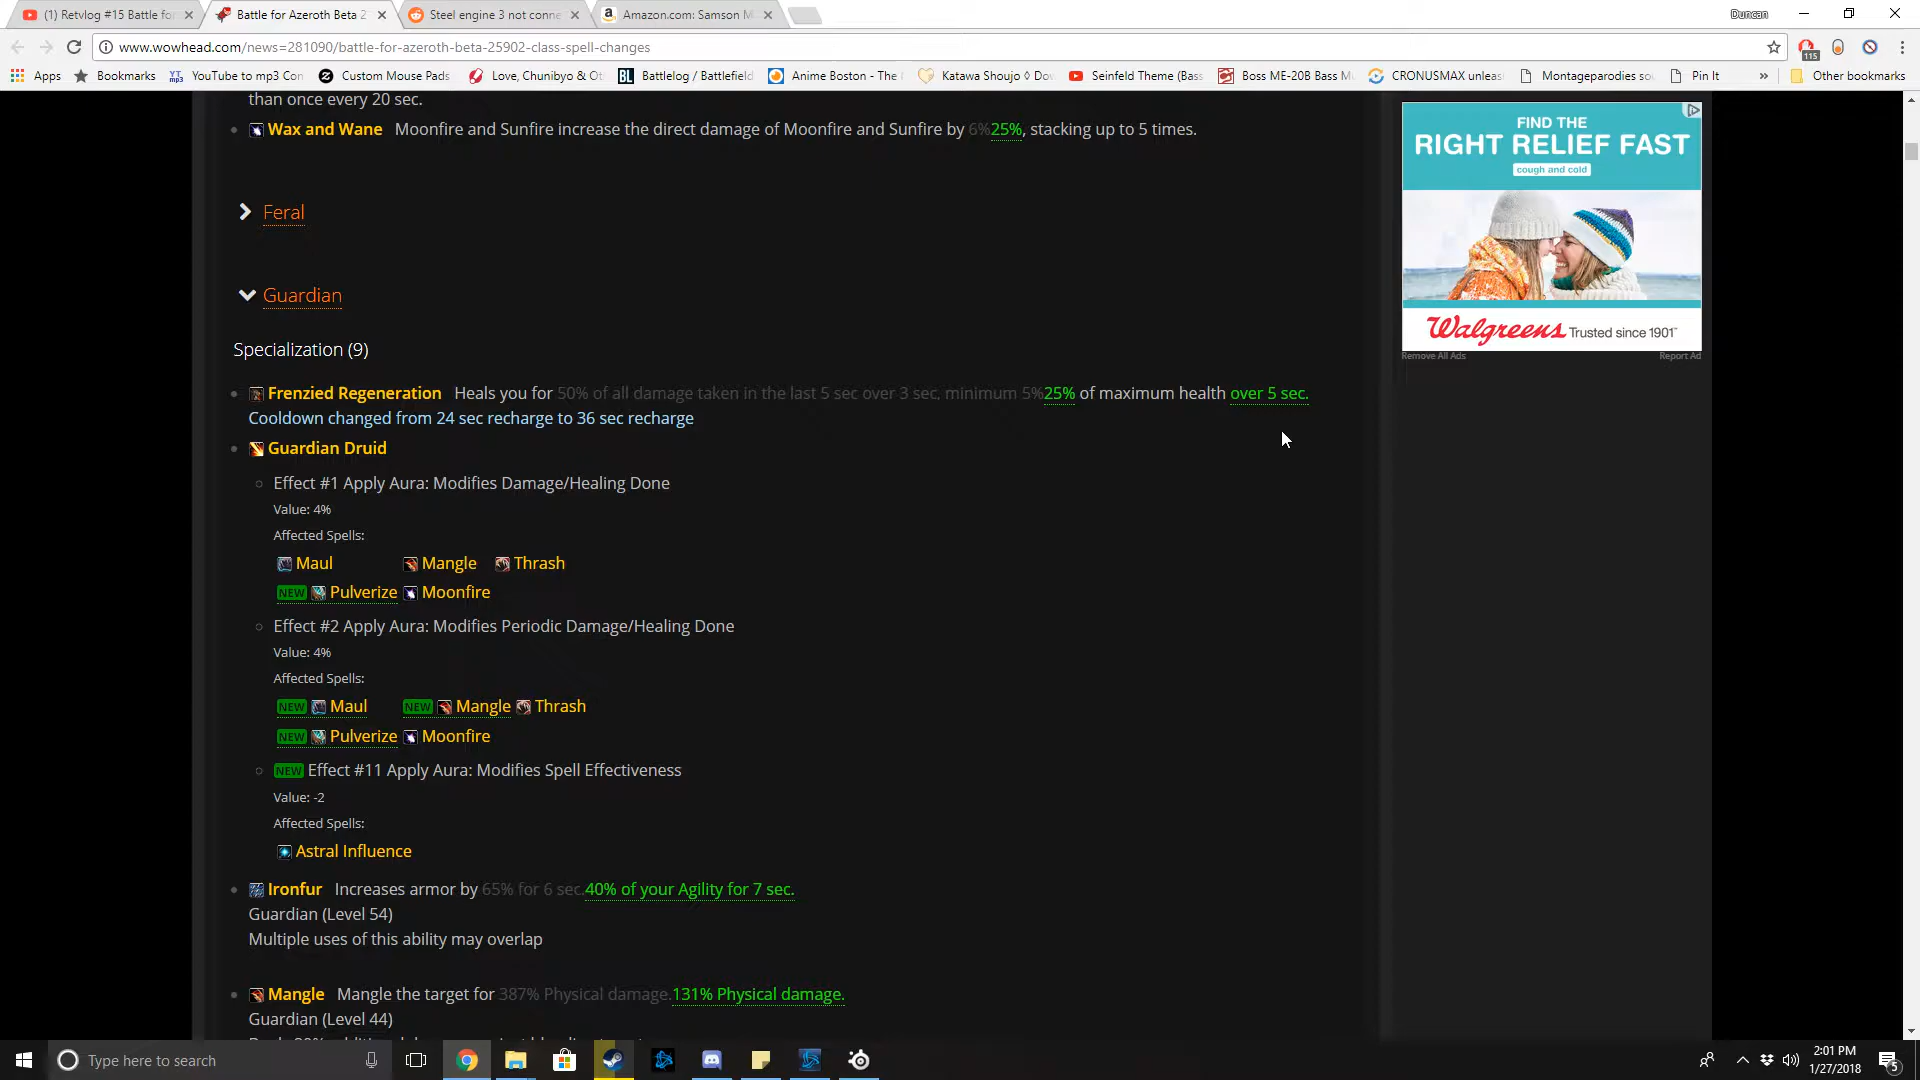 (1) Retvlog #15 Battle for
Battle for Azeroth Beta 2
Steel engine 3 not conne
Amazon.com: Samson M
Duncan
www.wowhead.com/news=281090/battle-for-azeroth-beta-25902-class-spell-changes
115
Apps
Bookmarks
YouTube to mp3 Con
Custom Mouse Pads
Love, Chunibyo & Ot
BL Battlelog / Battlefield
Anime Boston - The
Katawa Shoujo ◊ Dow
Seinfeld Theme (Bass
Boss ME-20B Bass M
CRONUSMAX unleas
Montageparodies so
Pin It
»
Other bookmarks
than once every 20 sec.
Wax and Wane Moonfire and Sunfire increase the direct damage of Moonfire and Sunfire by 6%25%, stacking up to 5 times.
Feral
Guardian
Specialization (9)
Frenzied Regeneration Heals you for 50% of all damage taken in the last 5 sec over 3 sec, minimum 5%25% of maximum health over 5 sec.
Cooldown changed from 24 sec recharge to 36 sec recharge
Guardian Druid
Effect #1 Apply Aura: Modifies Damage/Healing Done
Value: 4%
Affected Spells:
Maul Mangle Thrash
NEW Pulverize Moonfire
Effect #2 Apply Aura: Modifies Periodic Damage/Healing Done
Value: 4%
Affected Spells:
NEW Maul NEW Mangle Thrash
NEW Pulverize Moonfire
NEW Effect #11 Apply Aura: Modifies Spell Effectiveness
Value: -2
Affected Spells:
Astral Influence
Ironfur Increases armor by 65% for 6 sec.40% of your Agility for 7 sec.
Guardian (Level 54)
Multiple uses of this ability may overlap
Mangle Mangle the target for 387% Physical damage.131% Physical damage.
Guardian (Level 44)
FIND THE
RIGHT RELIEF FAST
cough and cold
Walgreens Trusted since 1901
Remove All Ads
Report Ad
Type here to search
2:01 PM
1/27/2018
5